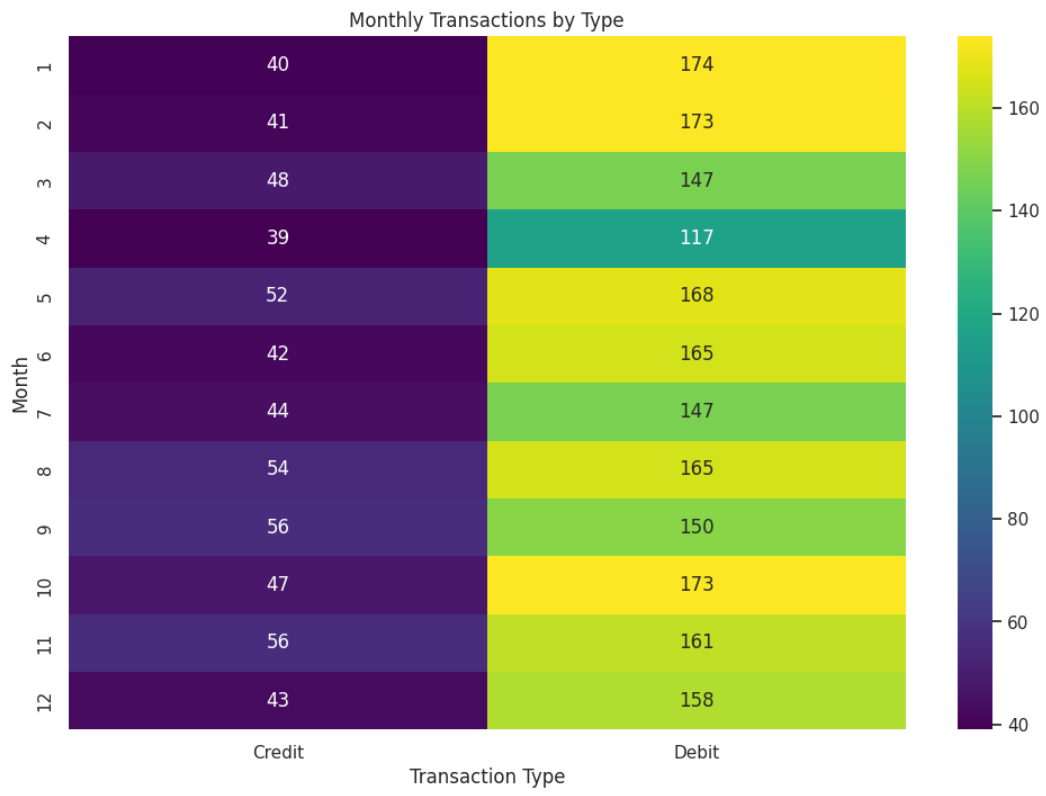 Monthly Transactions by Type
1 40 174
2 41 173 160
3 48 147
4 39 117 140
5 52 168 120
6 42 165
Month
7 44 147 100
8 54 165
9 56 150 80
10 47 173
11 56 161 60
12 43 158 40
Credit Debit
Transaction Type